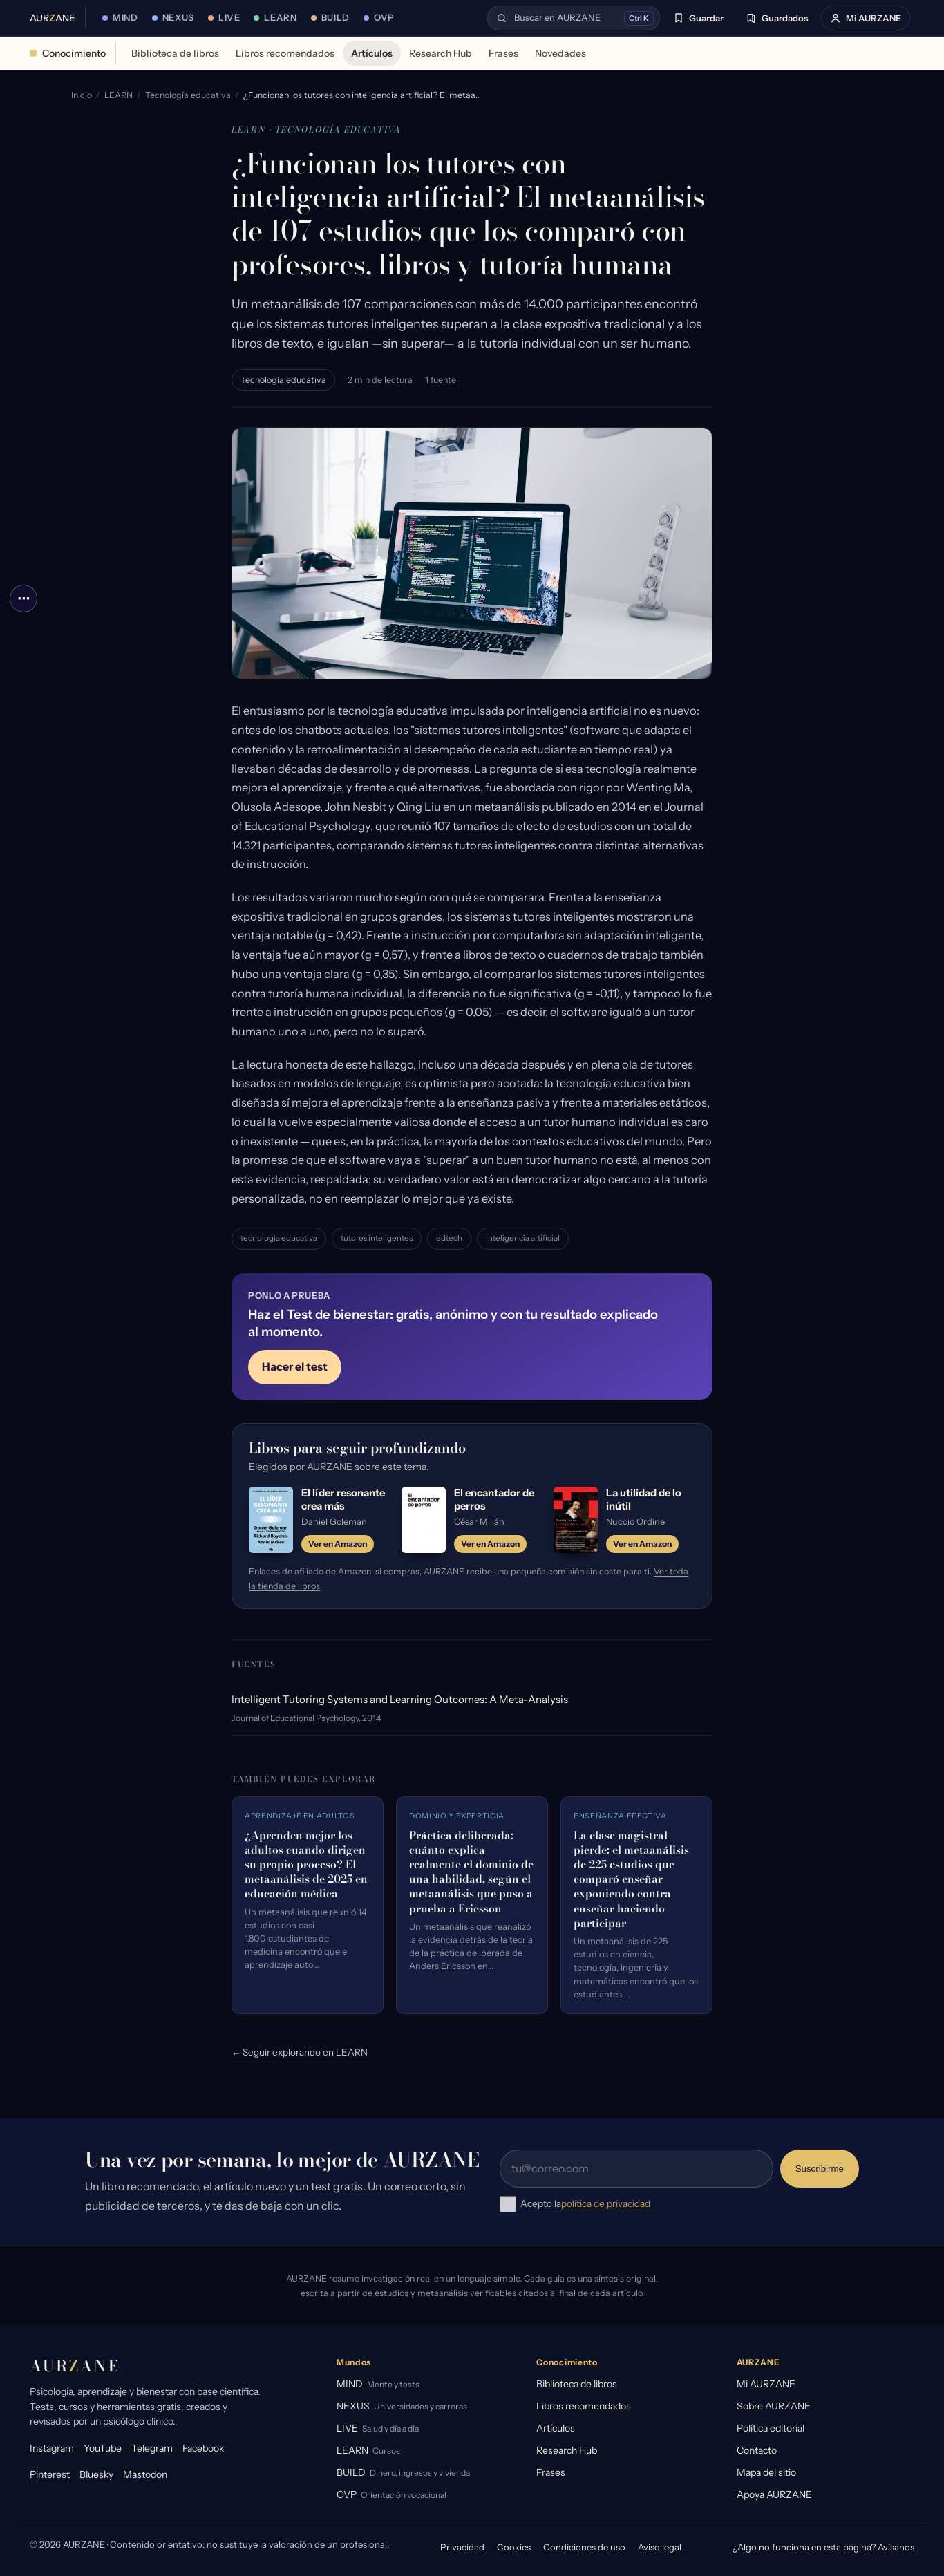 AURZANE
MIND
NEXUS
LIVE
LEARN
BUILD
OVP
Buscar en AURZANE
Ctrl K
Guardar
Guardados
Mi AURZANE
Conocimiento
Biblioteca de libros
Libros recomendados
Artículos
Research Hub
Frases
Novedades
Inicio / LEARN / Tecnología educativa / ¿Funcionan los tutores con inteligencia artificial? El metaa…
LEARN · TECNOLOGÍA EDUCATIVA
¿Funcionan los tutores con
inteligencia artificial? El metaanálisis
de 107 estudios que los comparó con
profesores, libros y tutoría humana
Un metaanálisis de 107 comparaciones con más de 14.000 participantes encontró
que los sistemas tutores inteligentes superan a la clase expositiva tradicional y a los
libros de texto, e igualan —sin superar— a la tutoría individual con un ser humano.
Tecnología educativa
2 min de lectura
1 fuente
El entusiasmo por la tecnología educativa impulsada por inteligencia artificial no es nuevo:
antes de los chatbots actuales, los "sistemas tutores inteligentes" (software que adapta el
contenido y la retroalimentación al desempeño de cada estudiante en tiempo real) ya
llevaban décadas de desarrollo y de promesas. La pregunta de si esa tecnología realmente
mejora el aprendizaje, y frente a qué alternativas, fue abordada con rigor por Wenting Ma,
Olusola Adesope, John Nesbit y Qing Liu en un metaanálisis publicado en 2014 en el Journal
of Educational Psychology, que reunió 107 tamaños de efecto de estudios con un total de
14.321 participantes, comparando sistemas tutores inteligentes contra distintas alternativas
de instrucción.
Los resultados variaron mucho según con qué se comparara. Frente a la enseñanza
expositiva tradicional en grupos grandes, los sistemas tutores inteligentes mostraron una
ventaja notable (g = 0,42). Frente a instrucción por computadora sin adaptación inteligente,
la ventaja fue aún mayor (g = 0,57), y frente a libros de texto o cuadernos de trabajo también
hubo una ventaja clara (g = 0,35). Sin embargo, al comparar los sistemas tutores inteligentes
contra tutoría humana individual, la diferencia no fue significativa (g = -0,11), y tampoco lo fue
frente a instrucción en grupos pequeños (g = 0,05) — es decir, el software igualó a un tutor
humano uno a uno, pero no lo superó.
La lectura honesta de este hallazgo, incluso una década después y en plena ola de tutores
basados en modelos de lenguaje, es optimista pero acotada: la tecnología educativa bien
diseñada sí mejora el aprendizaje frente a la enseñanza pasiva y frente a materiales estáticos,
lo cual la vuelve especialmente valiosa donde el acceso a un tutor humano individual es caro
o inexistente — que es, en la práctica, la mayoría de los contextos educativos del mundo. Pero
la promesa de que el software vaya a "superar" a un buen tutor humano no está, al menos con
esta evidencia, respaldada; su verdadero valor está en democratizar algo cercano a la tutoría
personalizada, no en reemplazar lo mejor que ya existe.
tecnologia educativa
tutores inteligentes
edtech
inteligencia artificial
PONLO A PRUEBA
Haz el Test de bienestar: gratis, anónimo y con tu resultado explicado
al momento.
Hacer el test
Libros para seguir profundizando
Elegidos por AURZANE sobre este tema.
El líder resonante
crea más
Daniel Goleman
Ver en Amazon
El encantador de
perros
César Millán
Ver en Amazon
La utilidad de lo
inútil
Nuccio Ordine
Ver en Amazon
Enlaces de afiliado de Amazon: si compras, AURZANE recibe una pequeña comisión sin coste para ti. Ver toda
la tienda de libros
FUENTES
Intelligent Tutoring Systems and Learning Outcomes: A Meta-Analysis
Journal of Educational Psychology, 2014
TAMBIÉN PUEDES EXPLORAR
APRENDIZAJE EN ADULTOS
¿Aprenden mejor los
adultos cuando dirigen
su propio proceso? El
metaanálisis de 2025 en
educación médica
Un metaanálisis que reunió 14
estudios con casi
1.800 estudiantes de
medicina encontró que el
aprendizaje auto…
DOMINIO Y EXPERTICIA
Práctica deliberada:
cuánto explica
realmente el dominio de
una habilidad, según el
metaanálisis que puso a
prueba a Ericsson
Un metaanálisis que reanalizó
la evidencia detrás de la teoría
de la práctica deliberada de
Anders Ericsson en…
ENSEÑANZA EFECTIVA
La clase magistral
pierde: el metaanálisis
de 225 estudios que
comparó enseñar
exponiendo contra
enseñar haciendo
participar
Un metaanálisis de 225
estudios en ciencia,
tecnología, ingeniería y
matemáticas encontró que los
estudiantes …
← Seguir explorando en LEARN
Una vez por semana, lo mejor de AURZANE
Un libro recomendado, el artículo nuevo y un test gratis. Un correo corto, sin
publicidad de terceros, y te das de baja con un clic.
tu@correo.com
Suscribirme
Acepto la política de privacidad
AURZANE resume investigación real en un lenguaje simple. Cada guía es una síntesis original,
escrita a partir de estudios y metaanálisis verificables citados al final de cada artículo.
AURZANE
Psicología, aprendizaje y bienestar con base científica.
Tests, cursos y herramientas gratis, creados y
revisados por un psicólogo clínico.
Instagram YouTube Telegram Facebook
Pinterest Bluesky Mastodon
Mundos
MIND Mente y tests
NEXUS Universidades y carreras
LIVE Salud y día a día
LEARN Cursos
BUILD Dinero, ingresos y vivienda
OVP Orientación vocacional
Conocimiento
Biblioteca de libros
Libros recomendados
Artículos
Research Hub
Frases
AURZANE
Mi AURZANE
Sobre AURZANE
Política editorial
Contacto
Mapa del sitio
Apoya AURZANE
© 2026 AURZANE · Contenido orientativo: no sustituye la valoración de un profesional.
Privacidad Cookies Condiciones de uso Aviso legal
¿Algo no funciona en esta página? Avísanos